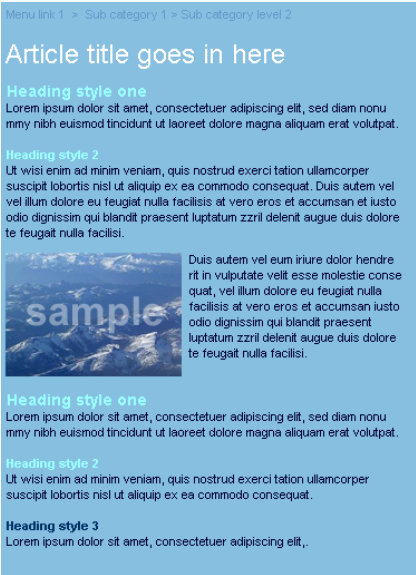 Menu link 1 > Sub category 1 > Sub category level 2
Article title goes in here
Heading style one
Lorem ipsum dolor sit amet, consectetuer adipiscing elit, sed diam nonu
mmy nibh euismod tincidunt ut laoreet dolore magna aliquam erat volutpat.
Heading style 2
Ut wisi enim ad minim veniam, quis nostrud exerci tation ullamcorper
suscipit lobortis nisl ut aliquip ex ea commodo consequat. Duis autem vel
vel illum dolore eu feugiat nulla facilisis at vero eros et accumsan et iusto
odio dignissim qui blandit praesent luptatum zzril delenit augue duis dolore
te feugait nulla facilisi.
sample
Duis autem vel eum iriure dolor hendre
rit in vulputate velit esse molestie conse
quat, vel illum dolore eu feugiat nulla
facilisis at vero eros et accumsan iusto
odio dignissim qui blandit praesent
luptatum zzril delenit augue duis dolore
te feugait nulla facilisi.
Heading style one
Lorem ipsum dolor sit amet, consectetuer adipiscing elit, sed diam nonu
mmy nibh euismod tincidunt ut laoreet dolore magna aliquam erat volutpat.
Heading style 2
Ut wisi enim ad minim veniam, quis nostrud exerci tation ullamcorper
suscipit lobortis nisl ut aliquip ex ea commodo consequat.
Heading style 3
Lorem ipsum dolor sit amet, consectetuer adipiscing elit,.